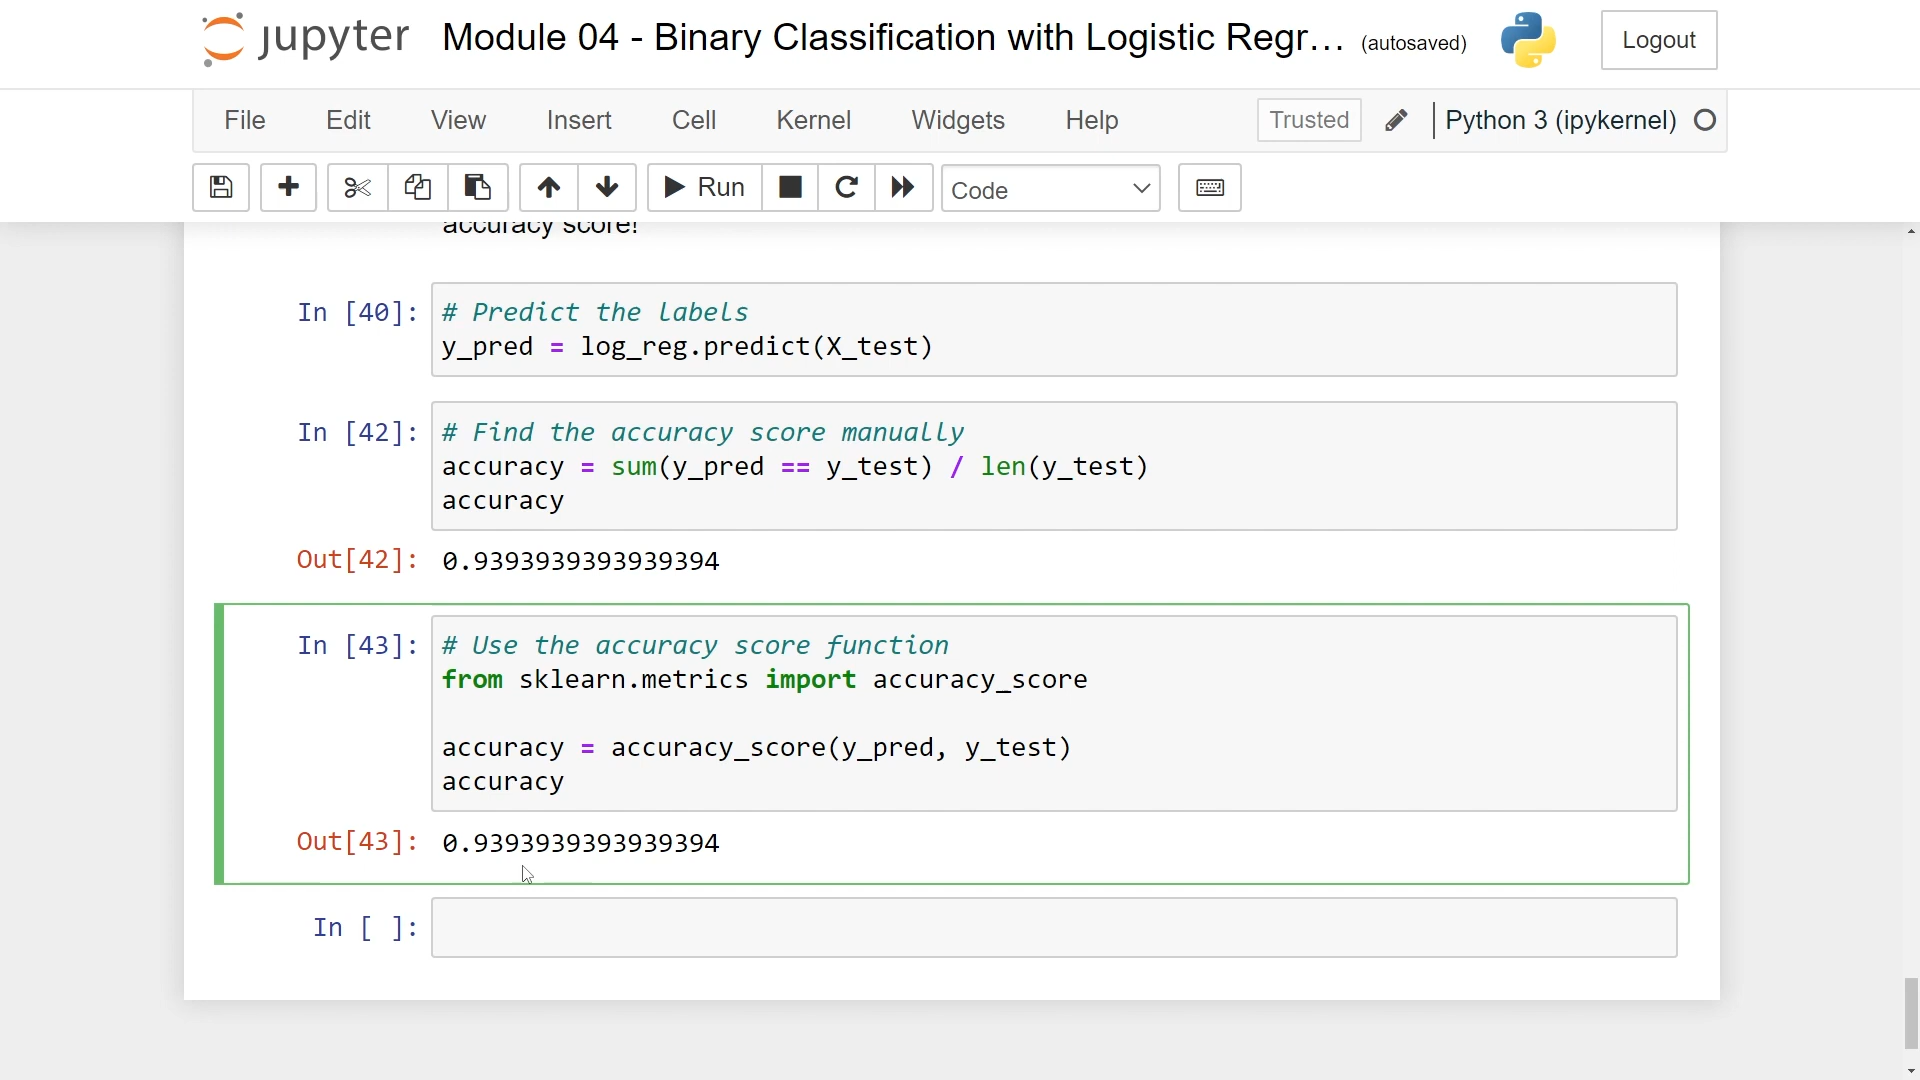 jupyter Module 04 - Binary Classification with Logistic Regr... (autosaved) Logout
File Edit View Insert Cell Kernel Widgets Help Trusted Python 3 (ipykernel)
Run Code
accuracy score!
In [40]: # Predict the labels
y_pred = log_reg.predict(X_test)
In [42]: # Find the accuracy score manually
accuracy = sum(y_pred == y_test) / len(y_test)
accuracy
Out[42]: 0.9393939393939394
In [43]: # Use the accuracy score function
from sklearn.metrics import accuracy_score
accuracy = accuracy_score(y_pred, y_test)
accuracy
Out[43]: 0.9393939393939394
In [ ]: